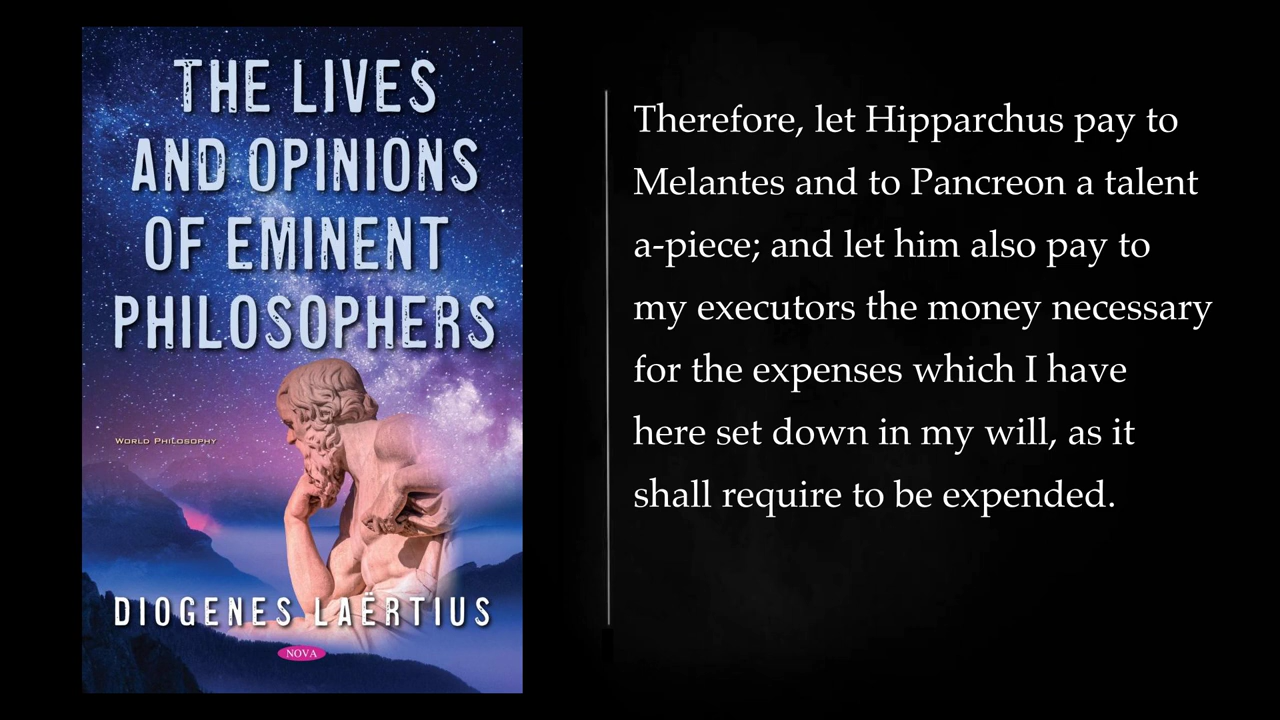 THE LIVES
AND OPINIONS
OF EMINENT
PHILOSOPHERS
WORLD PHILOSOPHY
DIOGENES LAËRTIUS
NOVA
Therefore, let Hipparchus pay to
Melantes and to Pancreon a talent
a-piece; and let him also pay to
my executors the money necessary
for the expenses which I have
here set down in my will, as it
shall require to be expended.